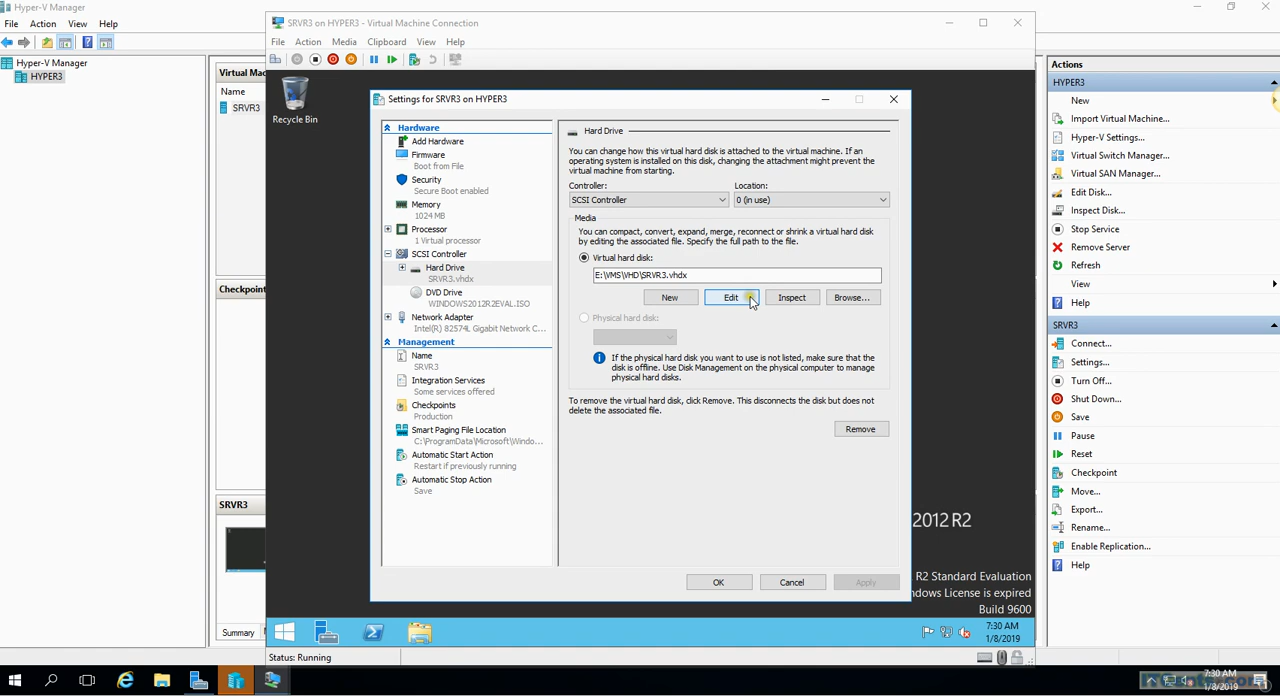 Hyper-V Manager
File Action View Help
Hyper-V Manager
HYPER3
Virtual Mac
Name
SRVR3
Checkpoints
SRVR3
Summary
SRVR3 on HYPER3 - Virtual Machine Connection
File Action Media Clipboard View Help
Recycle Bin
Settings for SRVR3 on HYPER3
Hardware
Add Hardware
Firmware
Boot from File
Security
Secure Boot enabled
Memory
1024 MB
Processor
1 Virtual processor
SCSI Controller
Hard Drive
SRVR3.vhdx
DVD Drive
WINDOWS2012R2EVAL.ISO
Network Adapter
Intel(R) 82574L Gigabit Network C...
Management
Name
SRVR3
Integration Services
Some services offered
Checkpoints
Production
Smart Paging File Location
C:\ProgramData\Microsoft\Windo...
Automatic Start Action
Restart if previously running
Automatic Stop Action
Save
Hard Drive
You can change how this virtual hard disk is attached to the virtual machine. If an
operating system is installed on this disk, changing the attachment might prevent the
virtual machine from starting.
Controller: Location:
SCSI Controller 0 (in use)
Media
You can compact, convert, expand, merge, reconnect or shrink a virtual hard disk
by editing the associated file. Specify the full path to the file.
Virtual hard disk:
E:\VMS\VHD\SRVR3.vhdx
New Edit Inspect Browse...
Physical hard disk:
If the physical hard disk you want to use is not listed, make sure that the
disk is offline. Use Disk Management on the physical computer to manage
physical hard disks.
To remove the virtual hard disk, click Remove. This disconnects the disk but does not
delete the associated file.
Remove
OK Cancel Apply
2012 R2
R2 Standard Evaluation
ndows License is expired
Build 9600
7:30 AM
1/8/2019
Status: Running
Actions
HYPER3
New
Import Virtual Machine...
Hyper-V Settings...
Virtual Switch Manager...
Virtual SAN Manager...
Edit Disk...
Inspect Disk...
Stop Service
Remove Server
Refresh
View
Help
SRVR3
Connect...
Settings...
Turn Off...
Shut Down...
Save
Pause
Reset
Checkpoint
Move...
Export...
Rename...
Enable Replication...
Help
7:30 AM
1/8/2019